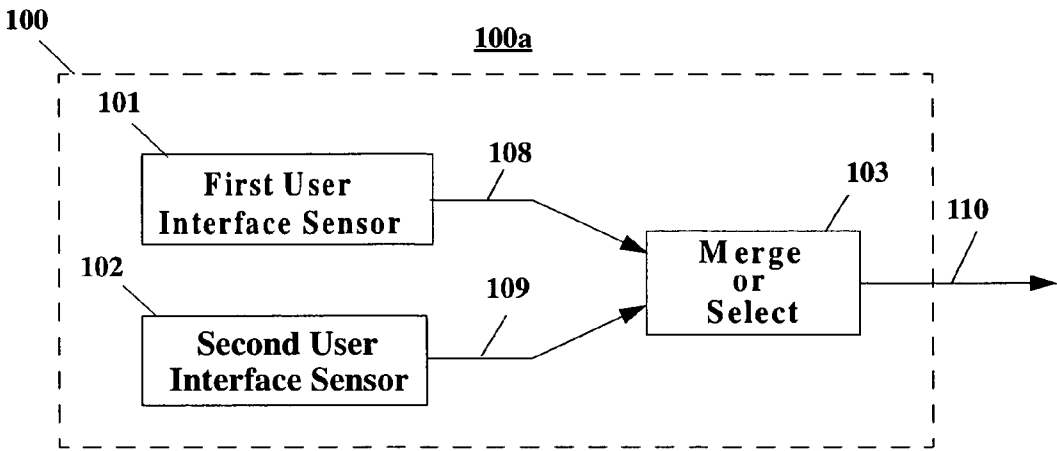 100
100a
101
First User
Interface Sensor
108
103
Merge
or
Select
110
102
Second User
Interface Sensor
109